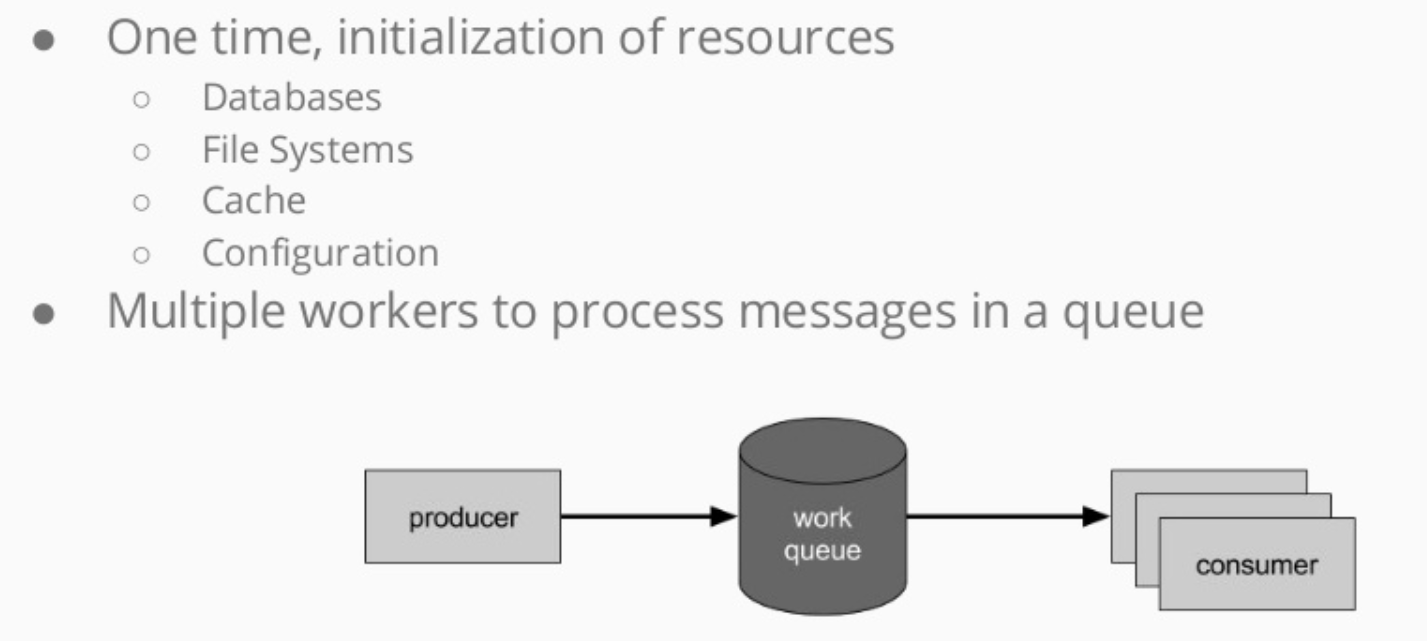 ● One time, initialization of resources
○ Databases
○ File Systems
○ Cache
○ Configuration
● Multiple workers to process messages in a queue
producer
work
queue
consumer